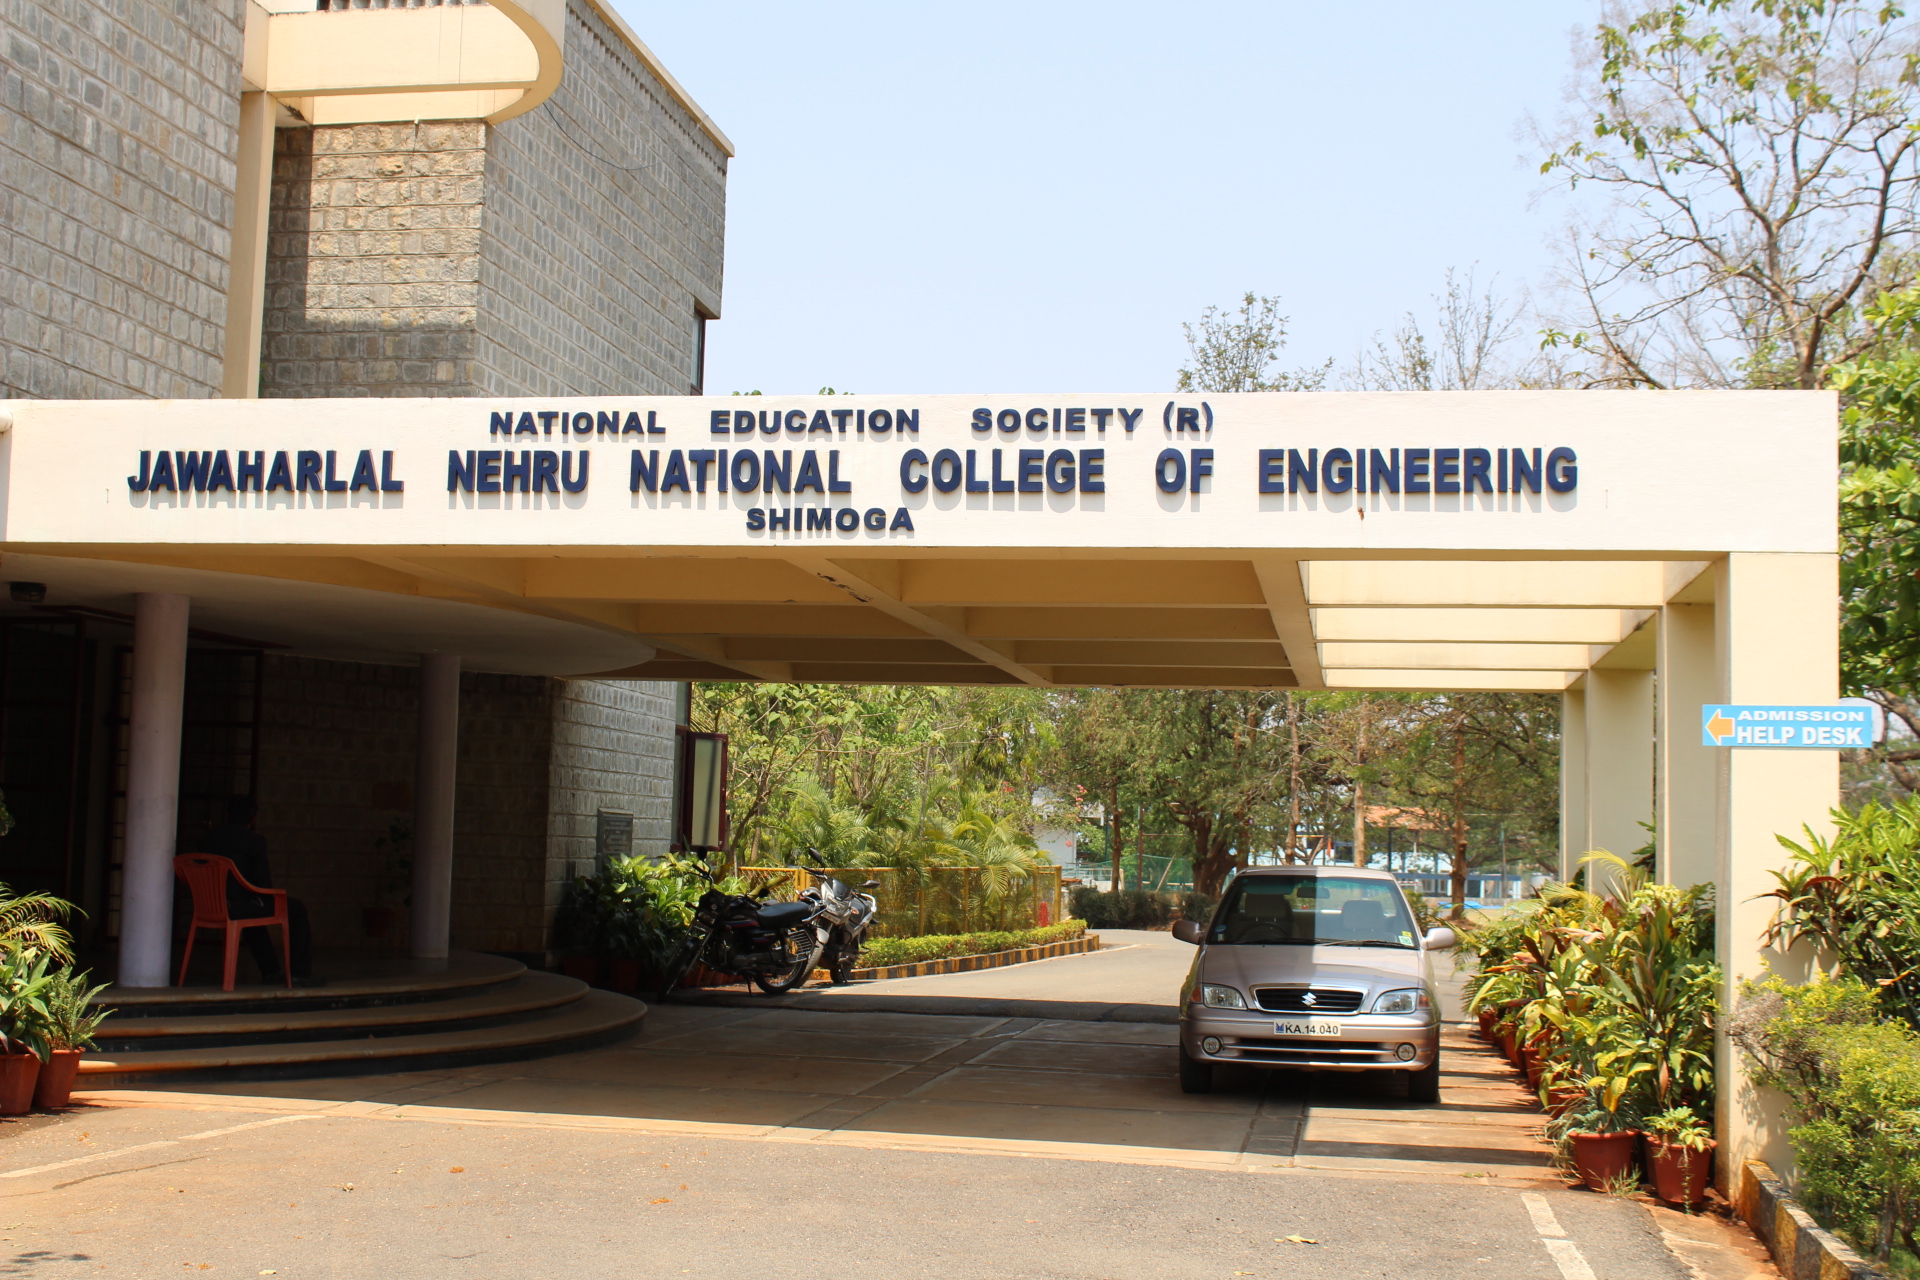 NATIONAL EDUCATION SOCIETY (R)
JAWAHARLAL NEHRU NATIONAL COLLEGE OF ENGINEERING
SHIMOGA
ADMISSION
HELP DESK
KA.14.040